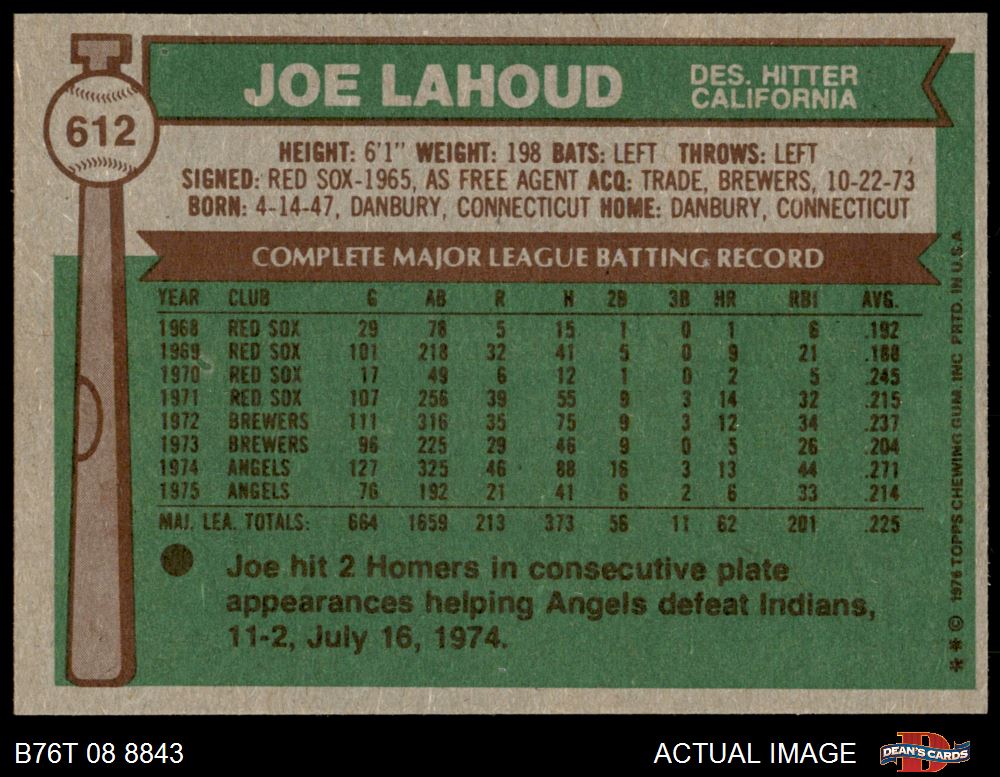 612
JOE LAHOUD
DES. HITTER
CALIFORNIA
HEIGHT: 6'1" WEIGHT: 198 BATS: LEFT THROWS: LEFT
SIGNED: RED SOX-1965, AS FREE AGENT ACQ: TRADE, BREWERS, 10-22-73
BORN: 4-14-47, DANBURY, CONNECTICUT HOME: DANBURY, CONNECTICUT
COMPLETE MAJOR LEAGUE BATTING RECORD
YEAR CLUB G AB R H 2B 3B HR RBI AVG.
1968 RED SOX 29 78 5 15 1 0 1 6 .192
1969 RED SOX 101 218 32 41 5 0 9 21 .188
1970 RED SOX 17 49 6 12 1 0 2 5 .245
1971 RED SOX 107 256 39 55 9 3 14 32 .215
1972 BREWERS 111 316 35 75 9 3 12 34 .237
1973 BREWERS 96 225 29 46 9 0 5 26 .204
1974 ANGELS 127 325 46 88 16 3 13 44 .271
1975 ANGELS 76 192 21 41 6 2 6 33 .214
MAJ. LEA. TOTALS: 664 1659 213 373 56 11 62 201 .225
Joe hit 2 Homers in consecutive plate
appearances helping Angels defeat Indians,
11-2, July 16, 1974.
** © 1976 TOPPS CHEWING GUM, INC. PRTD. IN U.S.A.
B76T 08 8843
ACTUAL IMAGE
DEAN'S CARDS